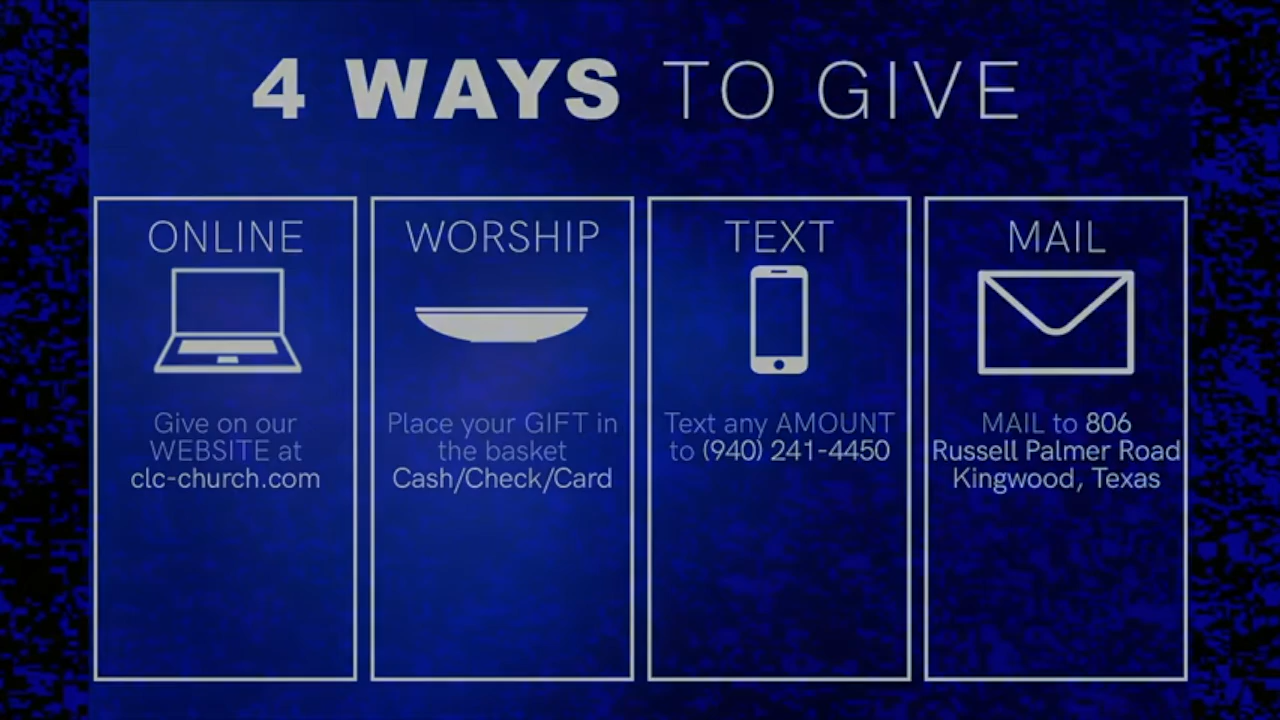 4 WAYS TO GIVE
ONLINE
Give on our
WEBSITE at
clc-church.com
WORSHIP
Place your GIFT in
the basket
Cash/Check/Card
TEXT
Text any AMOUNT
to (940) 241-4450
MAIL
MAIL to 806
Russell Palmer Road
Kingwood, Texas